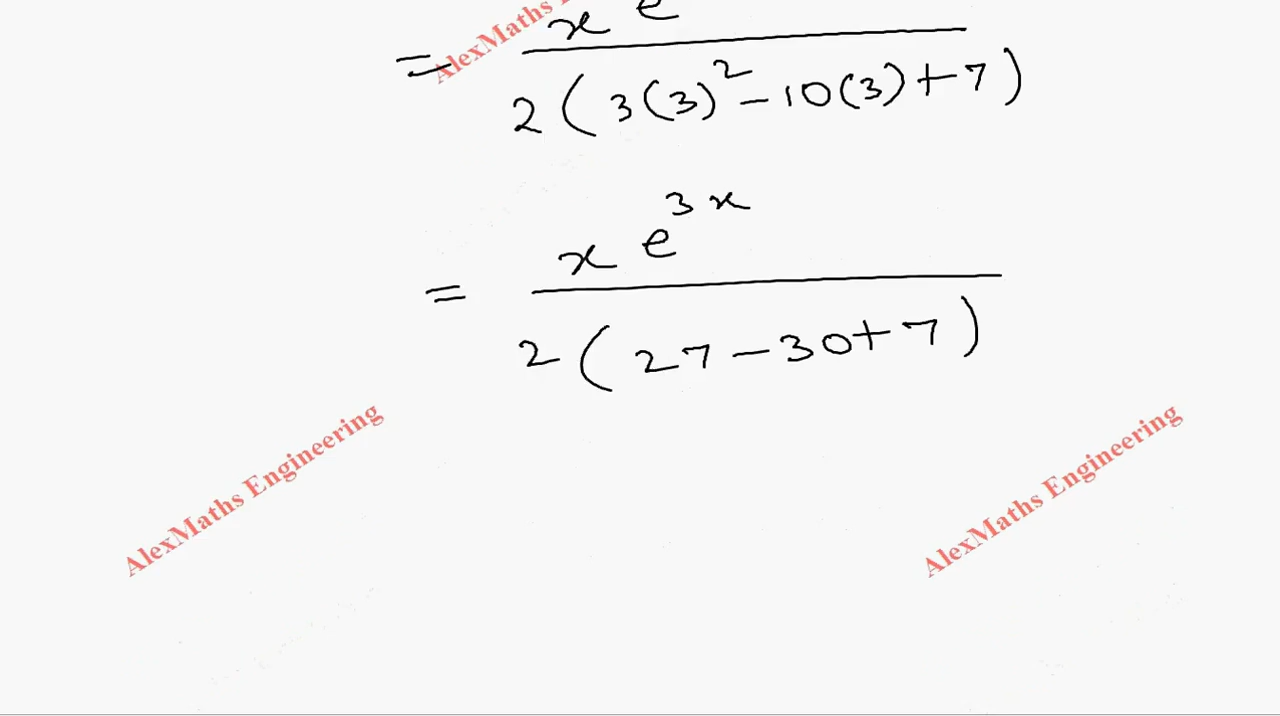 = x e
2 ( 3(3)² - 10(3) + 7 )
= x e^{3x}
2 ( 27 - 30 + 7 )
AlexMaths Engineering
AlexMaths Engineering
AlexMaths Engineering